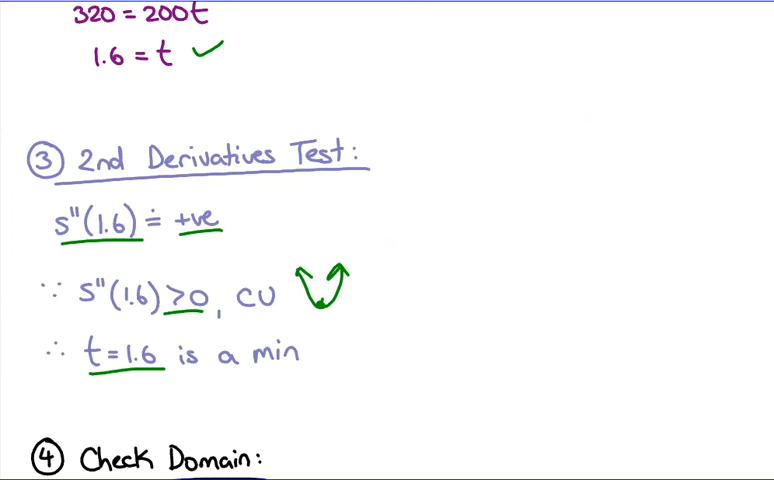 320 = 200t
1.6 = t ✓
③ 2nd Derivatives Test:
s"(1.6) ≐ +ve
∵ s"(1.6) >0, CU
∴ t = 1.6 is a min
④ Check Domain: